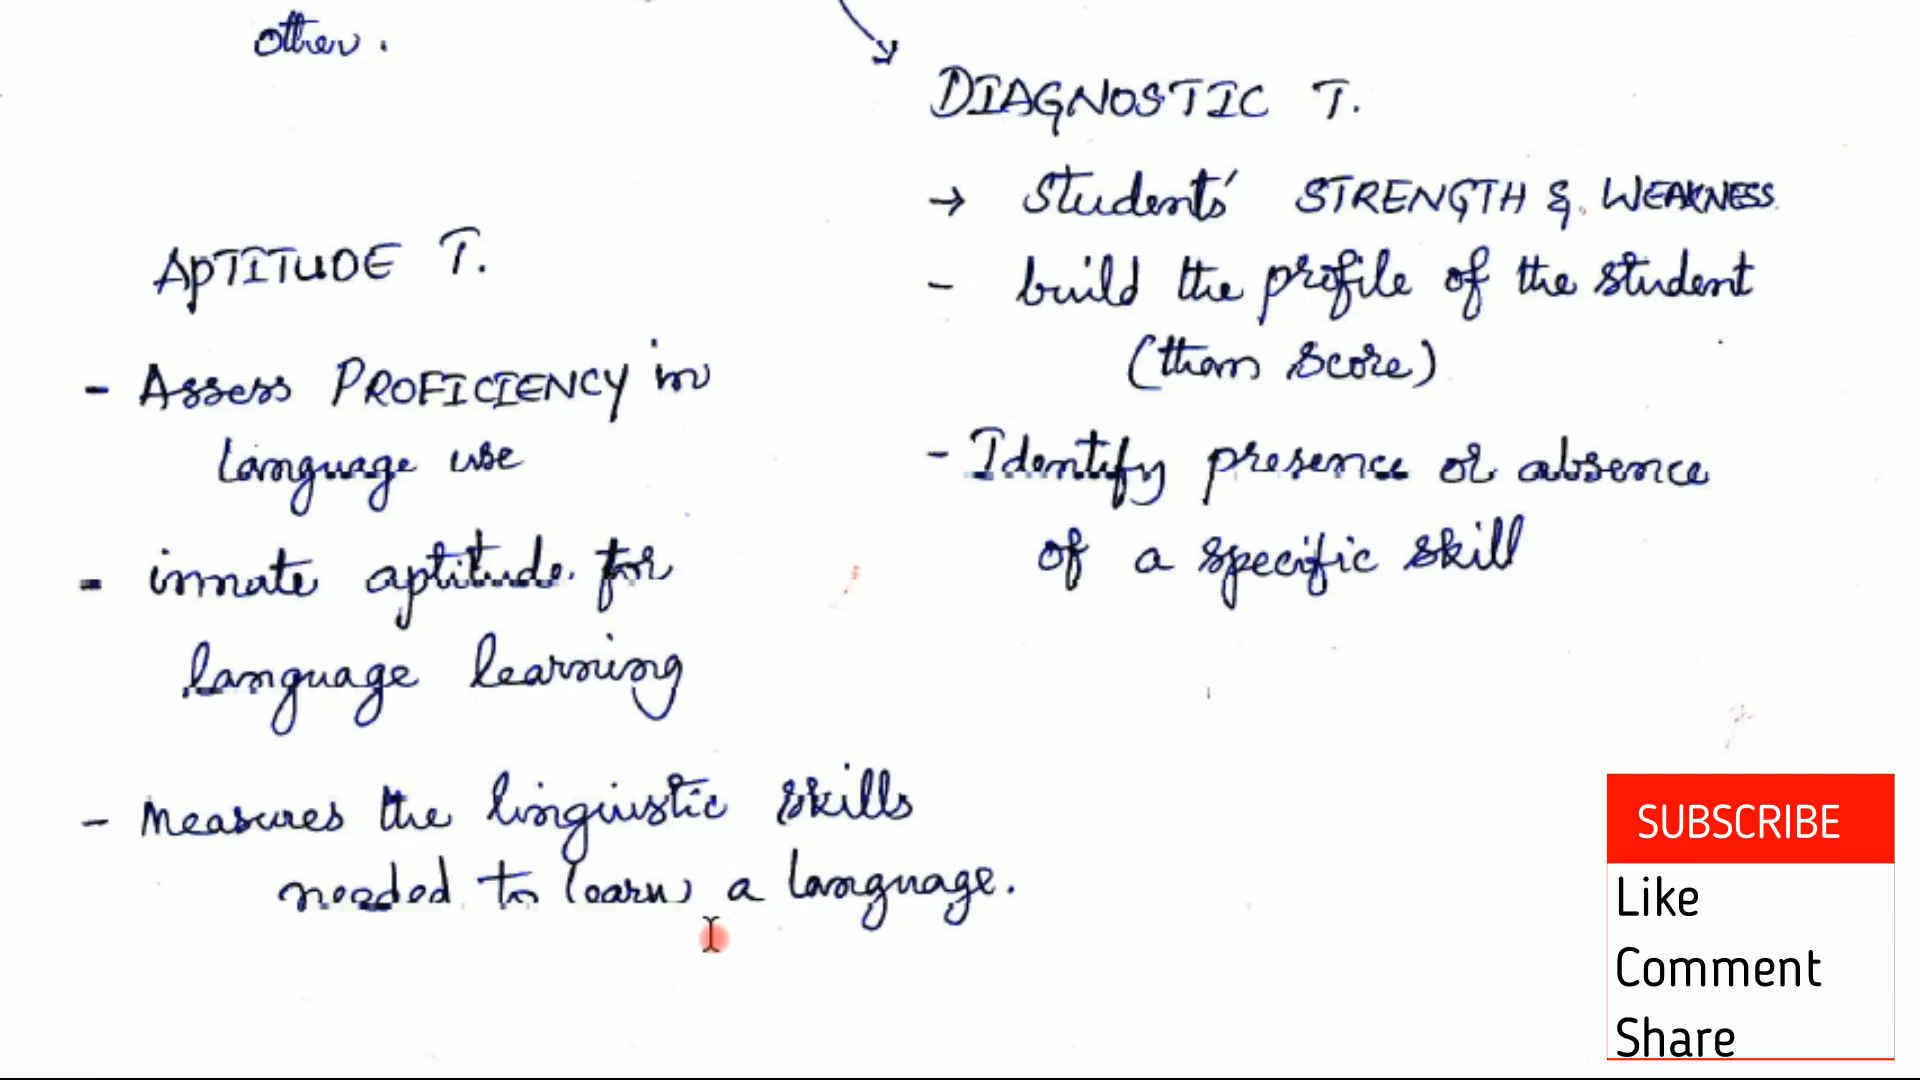 other.
APTITUDE T.
- Assess PROFICIENCY in
language use
- innate aptitude for
language learning
- Measures the linguistic skills
needed to learn a language.
DIAGNOSTIC T.
→ Students' STRENGTH & WEAKNESS
- build the profile of the student
(than score)
- Identify presence or absence
of a specific skill
SUBSCRIBE
Like
Comment
Share